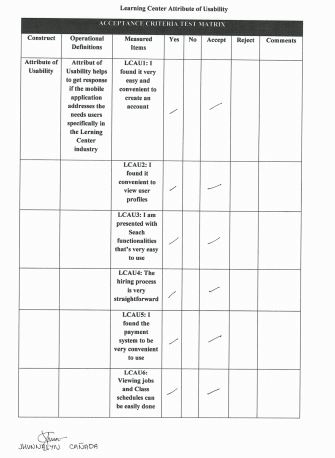 Learning Center Attribute of Usability
ACCEPTANCE CRITERIA TEST MATRIX
Construct Operational Definitions Measured Items Yes No Accept Reject Comments
Attribute of Usability
Attribut of Usability helps to get response if the mobile application addresses the needs users specifically in the Lerning Center industry
LCAU1: I found it very easy and convenient to create an account
LCAU2: I found it convenient to view user profiles
LCAU3: I am presented with Seach functionalities that's very easy to use
LCAU4: The hiring process is very straightforward
LCAU5: I found the payment system to be very convenient to use
LCAU6: Viewing jobs and Class schedules can be easily done
JHUNNALYN CAÑADA